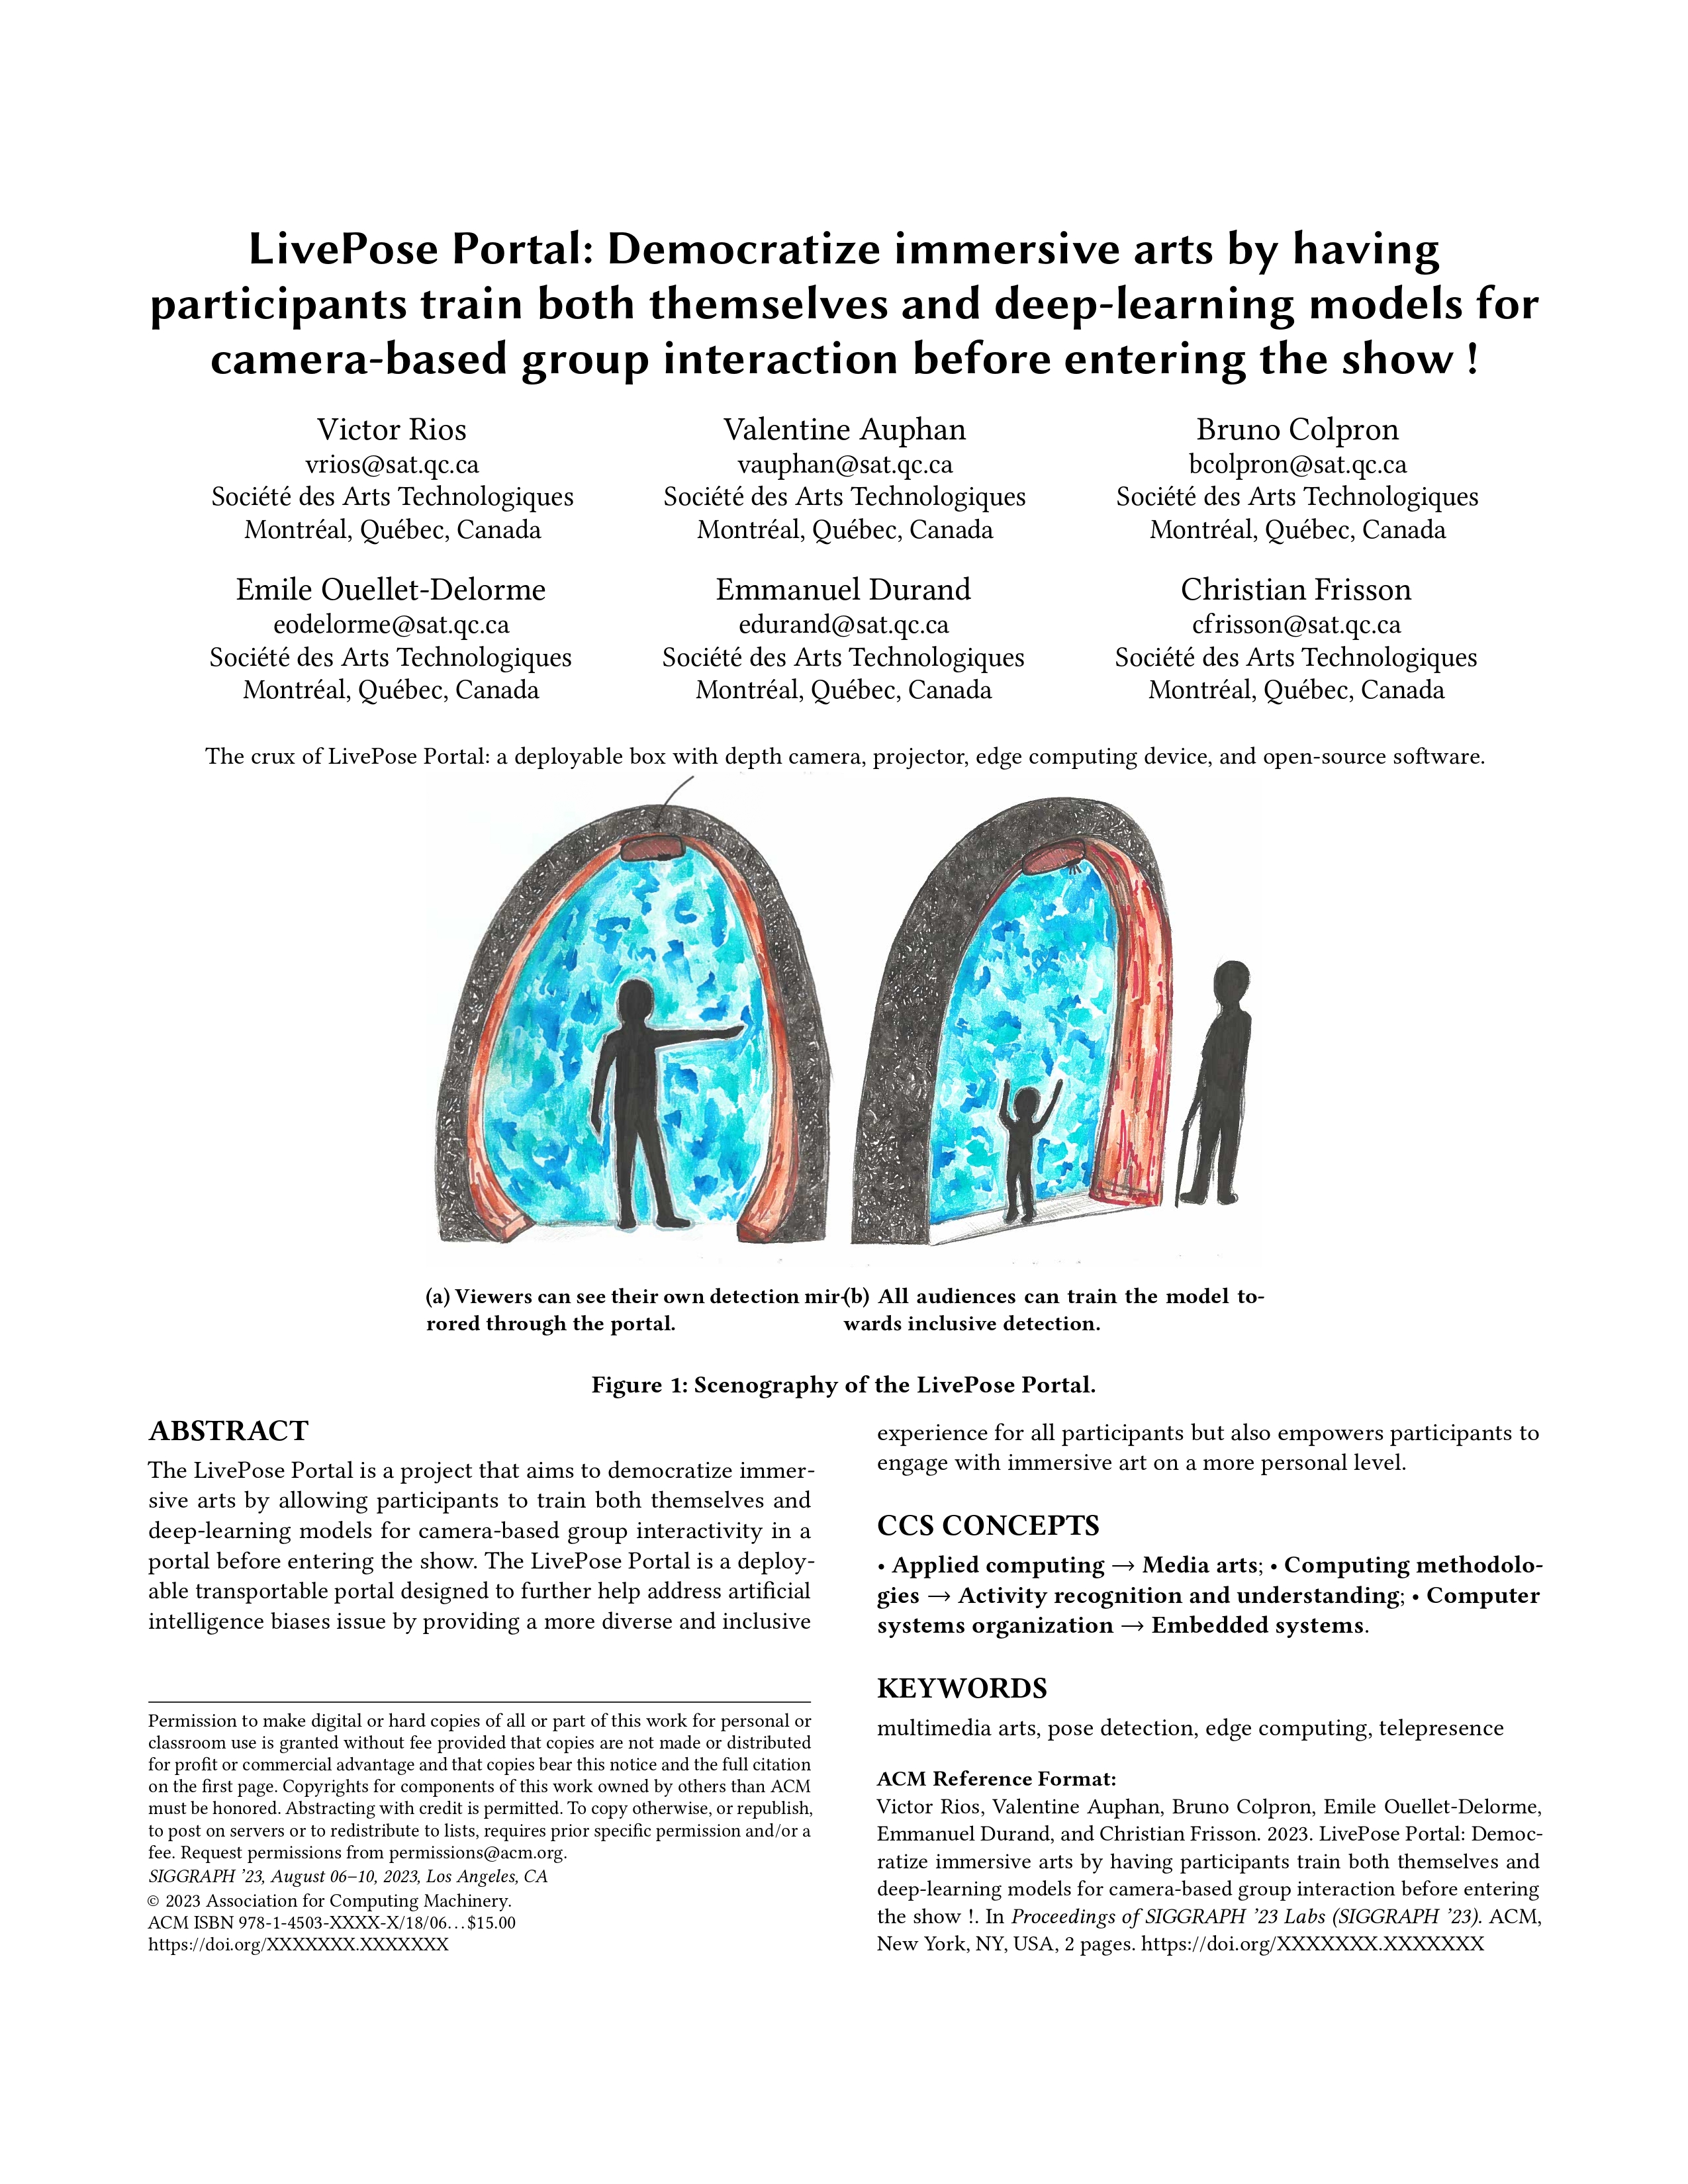 LivePose Portal: Democratize immersive arts by having
participants train both themselves and deep-learning models for
camera-based group interaction before entering the show !
Victor Rios
vrios@sat.qc.ca
Société des Arts Technologiques
Montréal, Québec, Canada
Valentine Auphan
vauphan@sat.qc.ca
Société des Arts Technologiques
Montréal, Québec, Canada
Bruno Colpron
bcolpron@sat.qc.ca
Société des Arts Technologiques
Montréal, Québec, Canada
Emile Ouellet-Delorme
eodelorme@sat.qc.ca
Société des Arts Technologiques
Montréal, Québec, Canada
Emmanuel Durand
edurand@sat.qc.ca
Société des Arts Technologiques
Montréal, Québec, Canada
Christian Frisson
cfrisson@sat.qc.ca
Société des Arts Technologiques
Montréal, Québec, Canada
The crux of LivePose Portal: a deployable box with depth camera, projector, edge computing device, and open-source software.
(a) Viewers can see their own detection mir-
rored through the portal.
(b) All audiences can train the model to-
wards inclusive detection.
Figure 1: Scenography of the LivePose Portal.
ABSTRACT
The LivePose Portal is a project that aims to democratize immer-
sive arts by allowing participants to train both themselves and
deep-learning models for camera-based group interactivity in a
portal before entering the show. The LivePose Portal is a deploy-
able transportable portal designed to further help address artificial
intelligence biases issue by providing a more diverse and inclusive
Permission to make digital or hard copies of all or part of this work for personal or
classroom use is granted without fee provided that copies are not made or distributed
for profit or commercial advantage and that copies bear this notice and the full citation
on the first page. Copyrights for components of this work owned by others than ACM
must be honored. Abstracting with credit is permitted. To copy otherwise, or republish,
to post on servers or to redistribute to lists, requires prior specific permission and/or a
fee. Request permissions from permissions@acm.org.
SIGGRAPH ’23, August 06–10, 2023, Los Angeles, CA
© 2023 Association for Computing Machinery.
ACM ISBN 978-1-4503-XXXX-X/18/06...$15.00
https://doi.org/XXXXXXX.XXXXXXX
experience for all participants but also empowers participants to
engage with immersive art on a more personal level.
CCS CONCEPTS
• Applied computing → Media arts; • Computing methodolo-
gies → Activity recognition and understanding; • Computer
systems organization → Embedded systems.
KEYWORDS
multimedia arts, pose detection, edge computing, telepresence
ACM Reference Format:
Victor Rios, Valentine Auphan, Bruno Colpron, Emile Ouellet-Delorme,
Emmanuel Durand, and Christian Frisson. 2023. LivePose Portal: Democ-
ratize immersive arts by having participants train both themselves and
deep-learning models for camera-based group interaction before entering
the show !. In Proceedings of SIGGRAPH ’23 Labs (SIGGRAPH ’23). ACM,
New York, NY, USA, 2 pages. https://doi.org/XXXXXXX.XXXXXXX